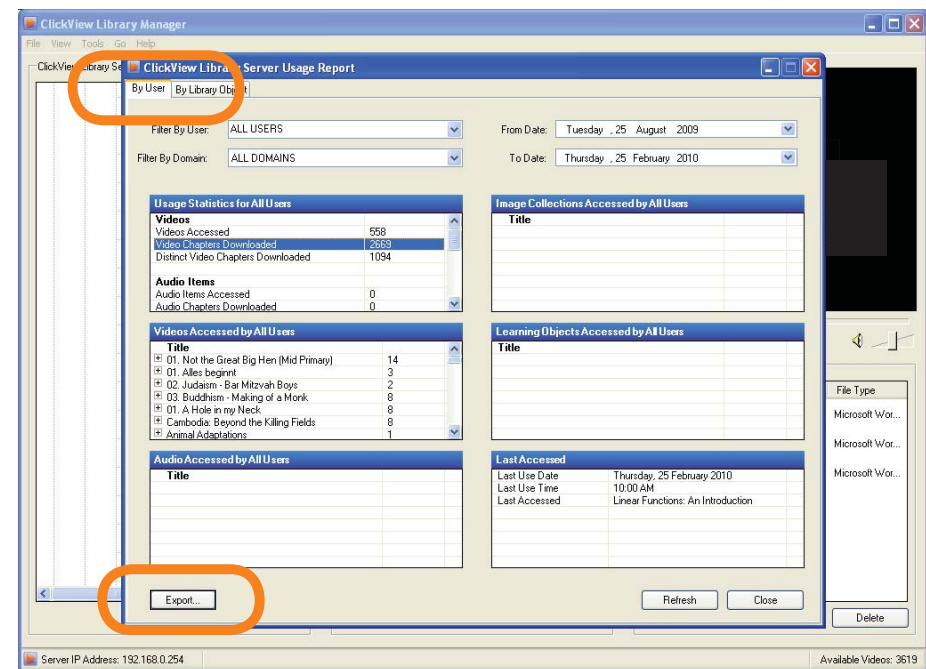 ClickView Library Manager
File View Tools Go Help
ClickView Library Se
ClickView Library Server Usage Report
By User By Library Object
Filter By User: ALL USERS
From Date: Tuesday , 25 August 2009
Filter By Domain: ALL DOMAINS
To Date: Thursday , 25 February 2010
Usage Statistics for All Users
Videos
Videos Accessed 558
Video Chapters Downloaded 2669
Distinct Video Chapters Downloaded 1094
Audio Items
Audio Items Accessed 0
Audio Chapters Downloaded 0
Image Collections Accessed by All Users
Title
Videos Accessed by All Users
Title
01. Not the Great Big Hen (Mid Primary) 14
01. Alles beginnt 3
02. Judaism - Bar Mitzvah Boys 2
03. Buddhism - Making of a Monk 8
01. A Hole in my Neck 8
Cambodia: Beyond the Killing Fields 8
Animal Adaptations 1
Learning Objects Accessed by All Users
Title
File Type
Microsoft Wor...
Microsoft Wor...
Microsoft Wor...
Audio Accessed by All Users
Title
Last Accessed
Last Use Date Thursday, 25 February 2010
Last Use Time 10:00 AM
Last Accessed Linear Functions: An Introduction
Export...
Refresh
Close
Delete
Server IP Address: 192.168.0.254
Available Videos: 3619